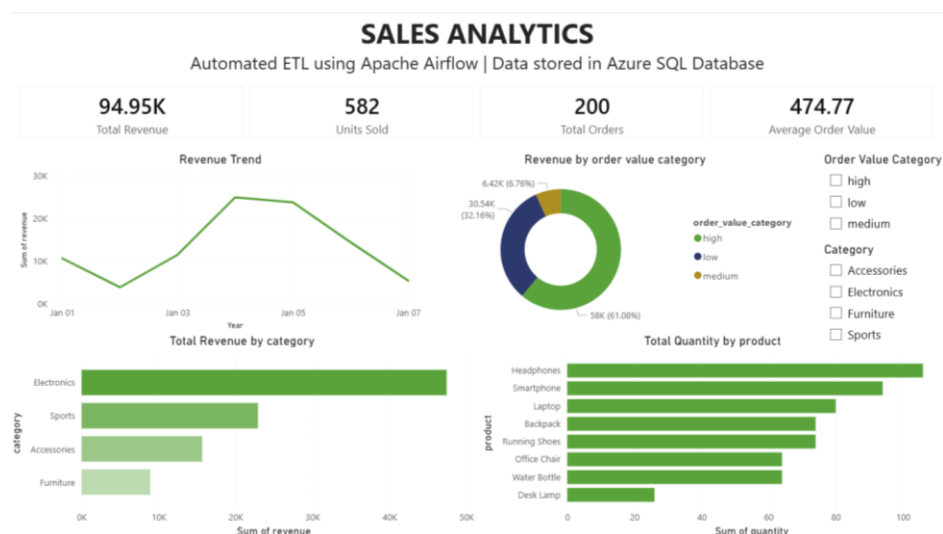 SALES ANALYTICS
Automated ETL using Apache Airflow | Data stored in Azure SQL Database
94.95K
Total Revenue
582
Units Sold
200
Total Orders
474.77
Average Order Value
Revenue Trend
Sum of revenue
30K
20K
10K
0K
Jan 01
Jan 03
Jan 05
Jan 07
Year
Revenue by order value category
6.42K (6.76%)
30.54K
(32.16%)
58K (61.08%)
order_value_category
high
low
medium
Order Value Category
high
low
medium
Category
Accessories
Electronics
Furniture
Sports
Total Revenue by category
category
Electronics
Sports
Accessories
Furniture
0K
10K
20K
30K
40K
50K
Sum of revenue
Total Quantity by product
product
Headphones
Smartphone
Laptop
Backpack
Running Shoes
Office Chair
Water Bottle
Desk Lamp
0
20
40
60
80
100
Sum of quantity